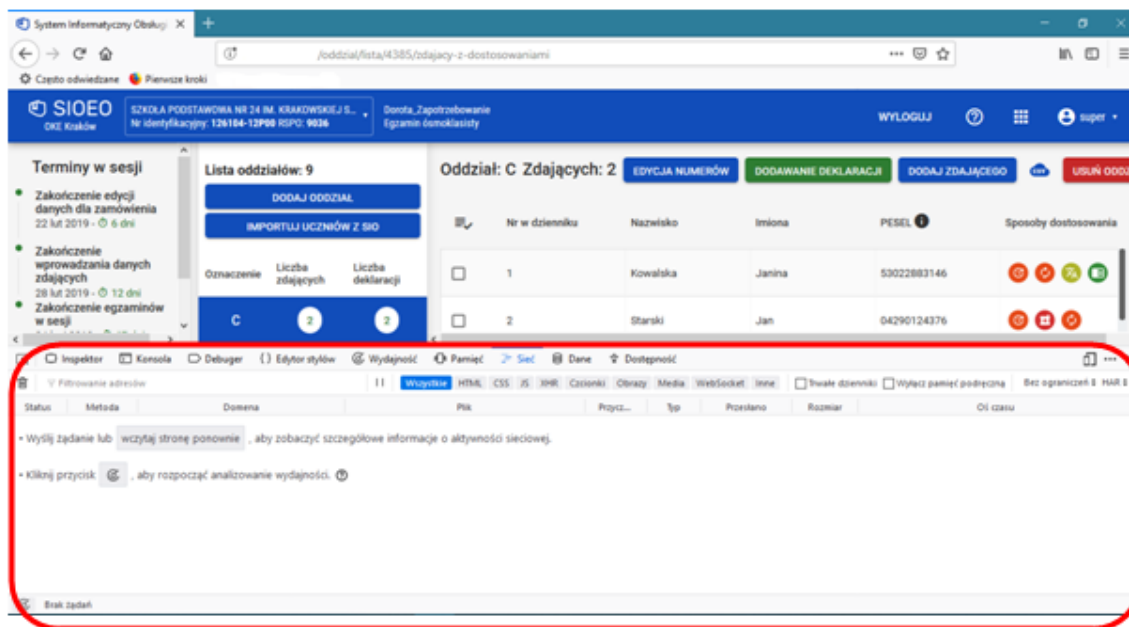 System Informatyczny Obsług
/oddzial/lista/4385/zdajacy-z-dostosowaniami
Często odwiedzane Pierwsze kroki
SIOEO
OKE Kraków
SZKOŁA PODSTAWOWA NR 24 IM. KRAKOWSKIEJ S...
Nr identyfikacyjny: 126104-12P00 RSPO: 9036
Dorota_Zapotrzebowanie
Egzamin ósmoklasisty
WYLOGUJ
super
Terminy w sesji
Zakończenie edycji
danych dla zamówienia
22 lut 2019 - 6 dni
Zakończenie
wprowadzania danych
zdających
28 lut 2019 - 12 dni
Zakończenie egzaminów
w sesji
Lista oddziałów: 9
DODAJ ODDZIAŁ
IMPORTUJ UCZNIÓW Z SIO
Oznaczenie Liczba zdających Liczba deklaracji
C 2 2
Oddział: C Zdających: 2 EDYCJA NUMERÓW DODAWANIE DEKLARACJI DODAJ ZDAJĄCEGO USUŃ ODDZ
Nr w dzienniku Nazwisko Imiona PESEL Sposoby dostosowania
1 Kowalska Janina 53022883146
2 Starski Jan 04290124376
Inspektor Konsola Debuger {} Edytor stylów Wydajność Pamięć Sieć Dane Dostępność
Filtrowanie adresów Wszystkie HTML CSS JS XHR Czcionki Obrazy Media WebSocket Inne Trwałe dzienniki Wyłącz pamięć podręczną Bez ograniczeń HAR
Status Metoda Domena Plik Przycz... Typ Przesłano Rozmiar Oś czasu
• Wyślij żądanie lub wczytaj stronę ponownie , aby zobaczyć szczegółowe informacje o aktywności sieciowej.
• Kliknij przycisk , aby rozpocząć analizowanie wydajności.
Brak żądań